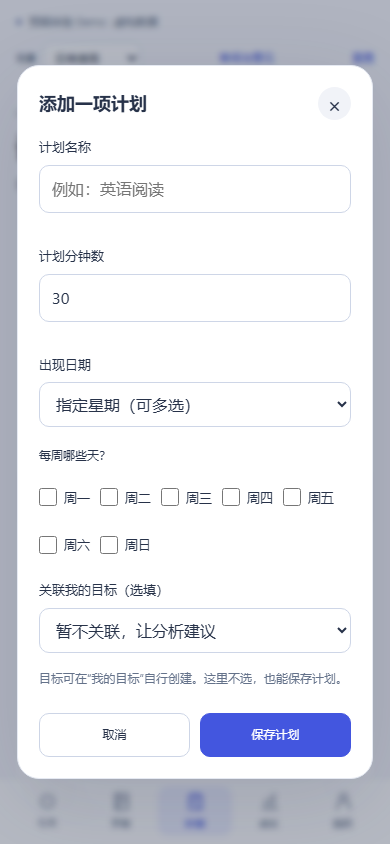 添加一项计划
×
计划名称
例如：英语阅读
计划分钟数
30
出现日期
指定星期（可多选）
每周哪些天？
周一 周二 周三 周四 周五
周六 周日
关联我的目标（选填）
暂不关联，让分析建议
目标可在“我的目标”自行创建。这里不选，也能保存计划。
取消 保存计划